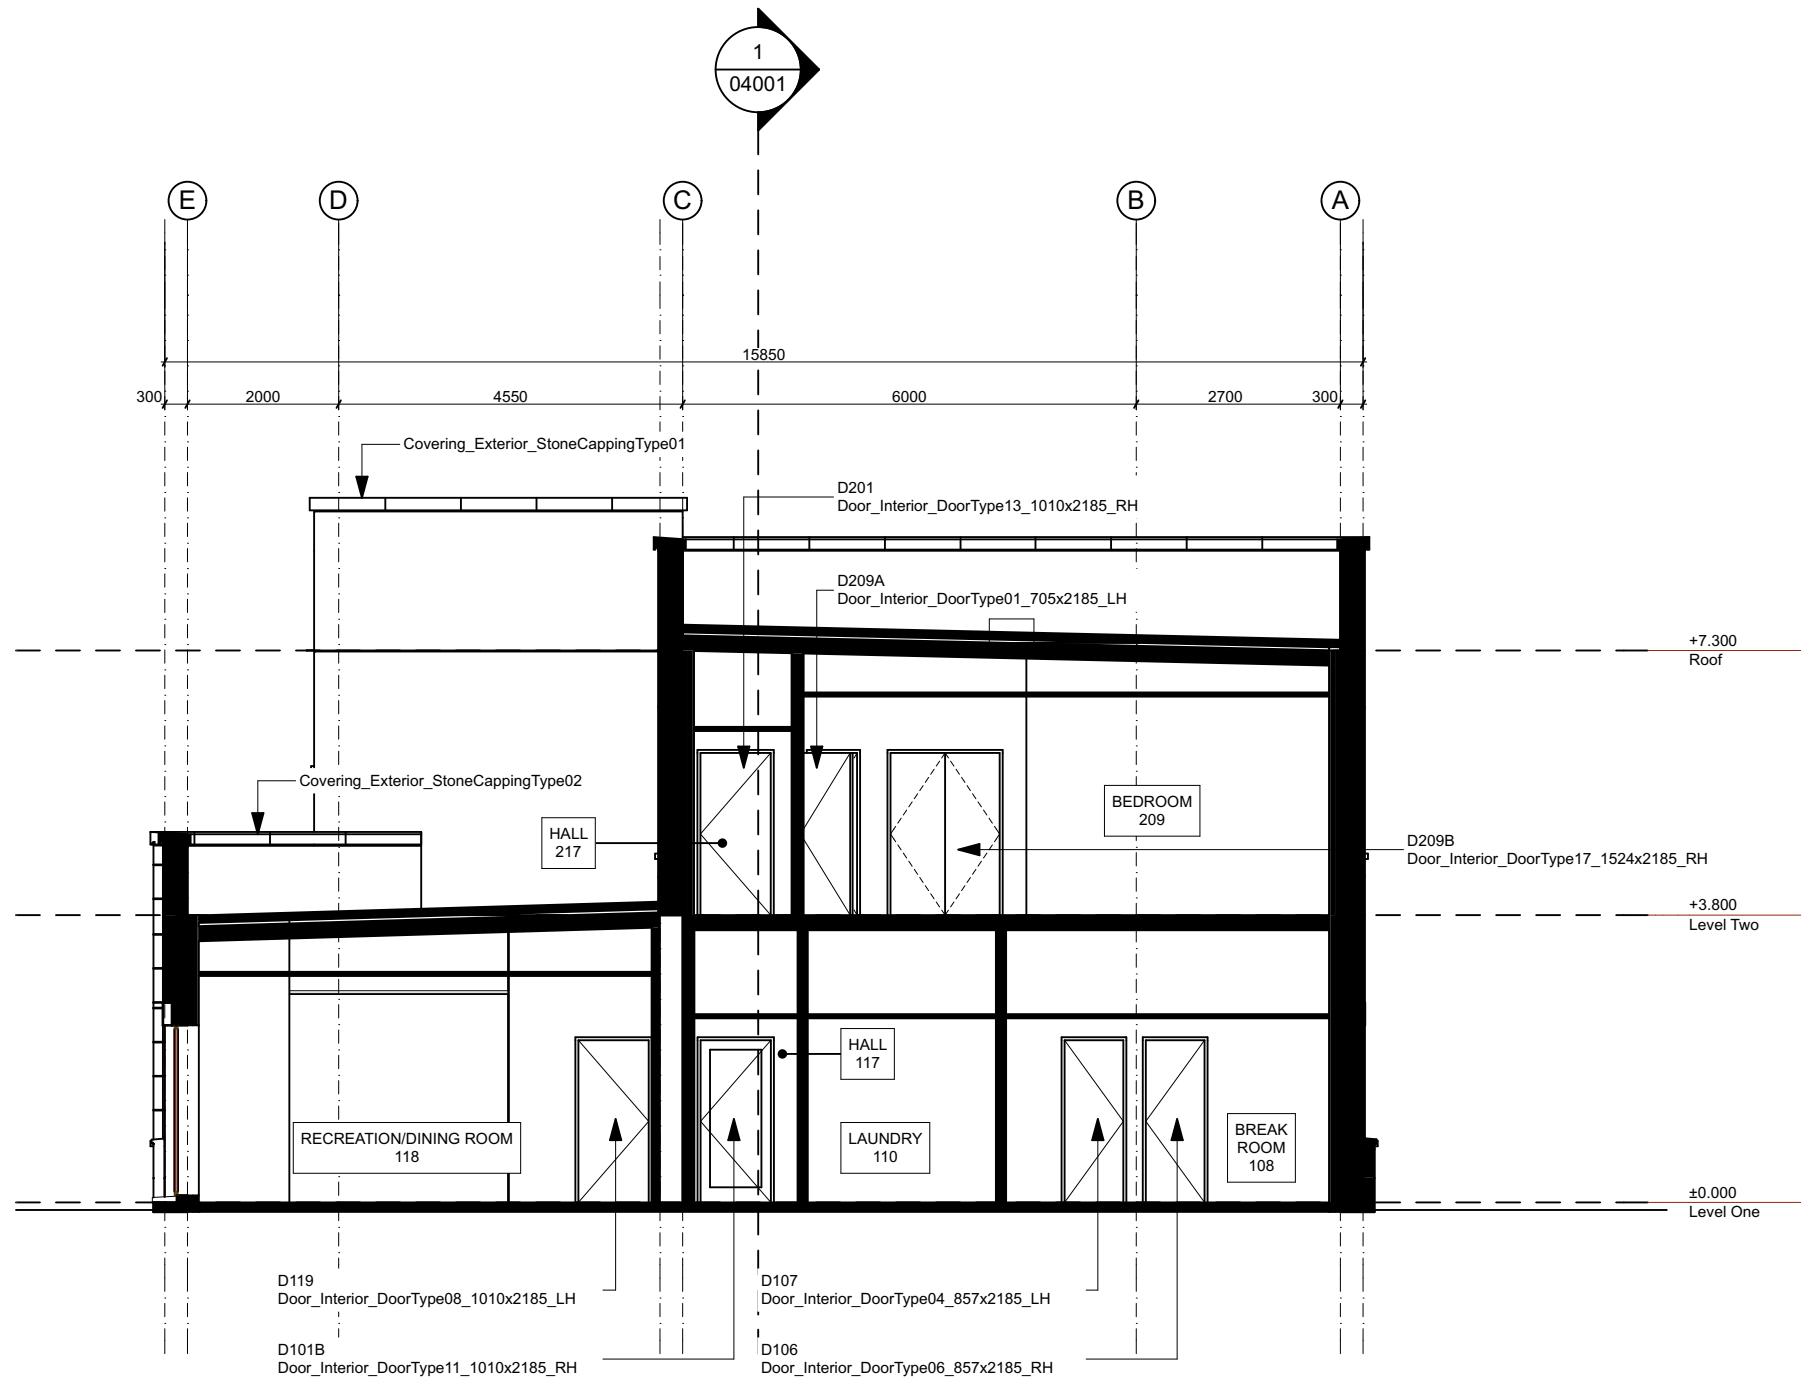 1
04001
E
D
C
B
A
15850
300
2000
4550
6000
2700
300
Covering_Exterior_StoneCappingType01
D201
Door_Interior_DoorType13_1010x2185_RH
D209A
Door_Interior_DoorType01_705x2185_LH
+7.300
Roof
Covering_Exterior_StoneCappingType02
HALL
217
BEDROOM
209
D209B
Door_Interior_DoorType17_1524x2185_RH
+3.800
Level Two
HALL
117
RECREATION/DINING ROOM
118
LAUNDRY
110
BREAK
ROOM
108
±0.000
Level One
D119
Door_Interior_DoorType08_1010x2185_LH
D107
Door_Interior_DoorType04_857x2185_LH
D101B
Door_Interior_DoorType11_1010x2185_RH
D106
Door_Interior_DoorType06_857x2185_RH